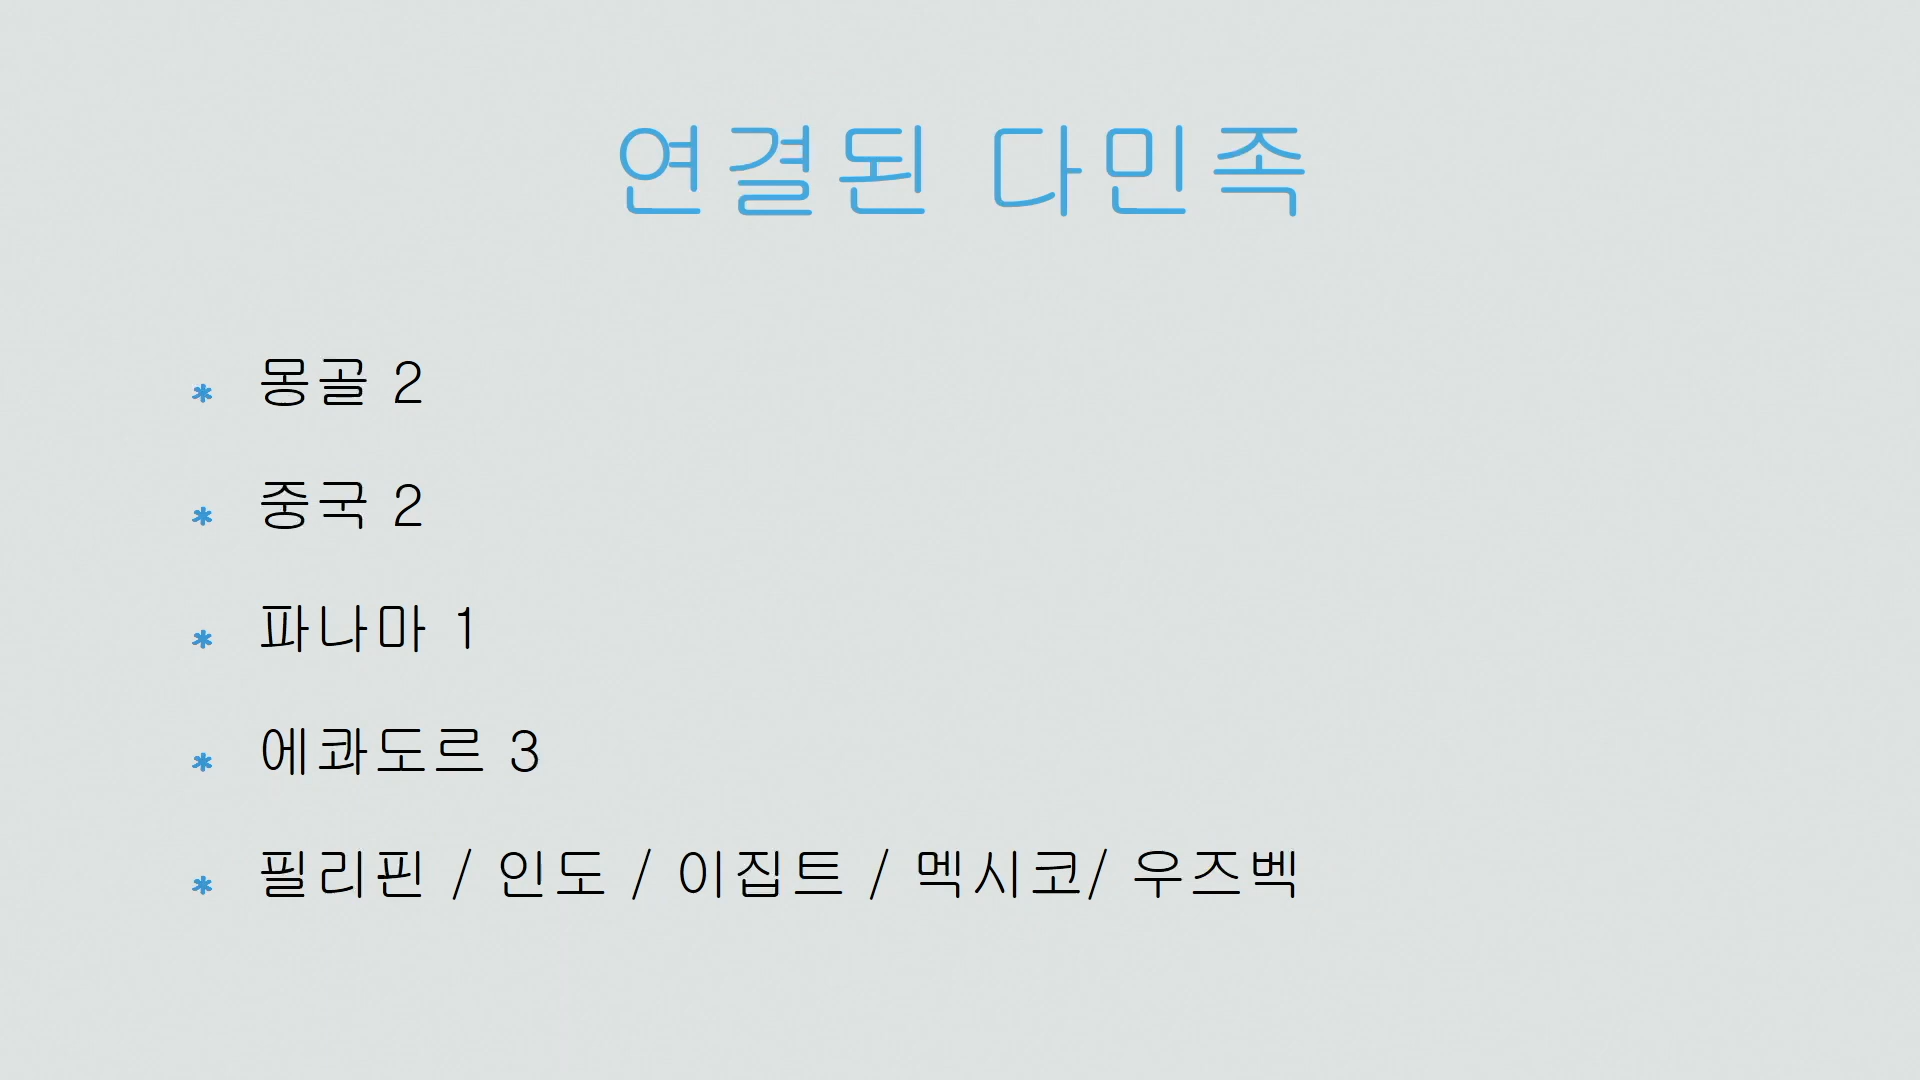 연결된 다민족
* 몽골 2
* 중국 2
* 파나마 1
* 에콰도르 3
* 필리핀 / 인도 / 이집트 / 멕시코/ 우즈벡